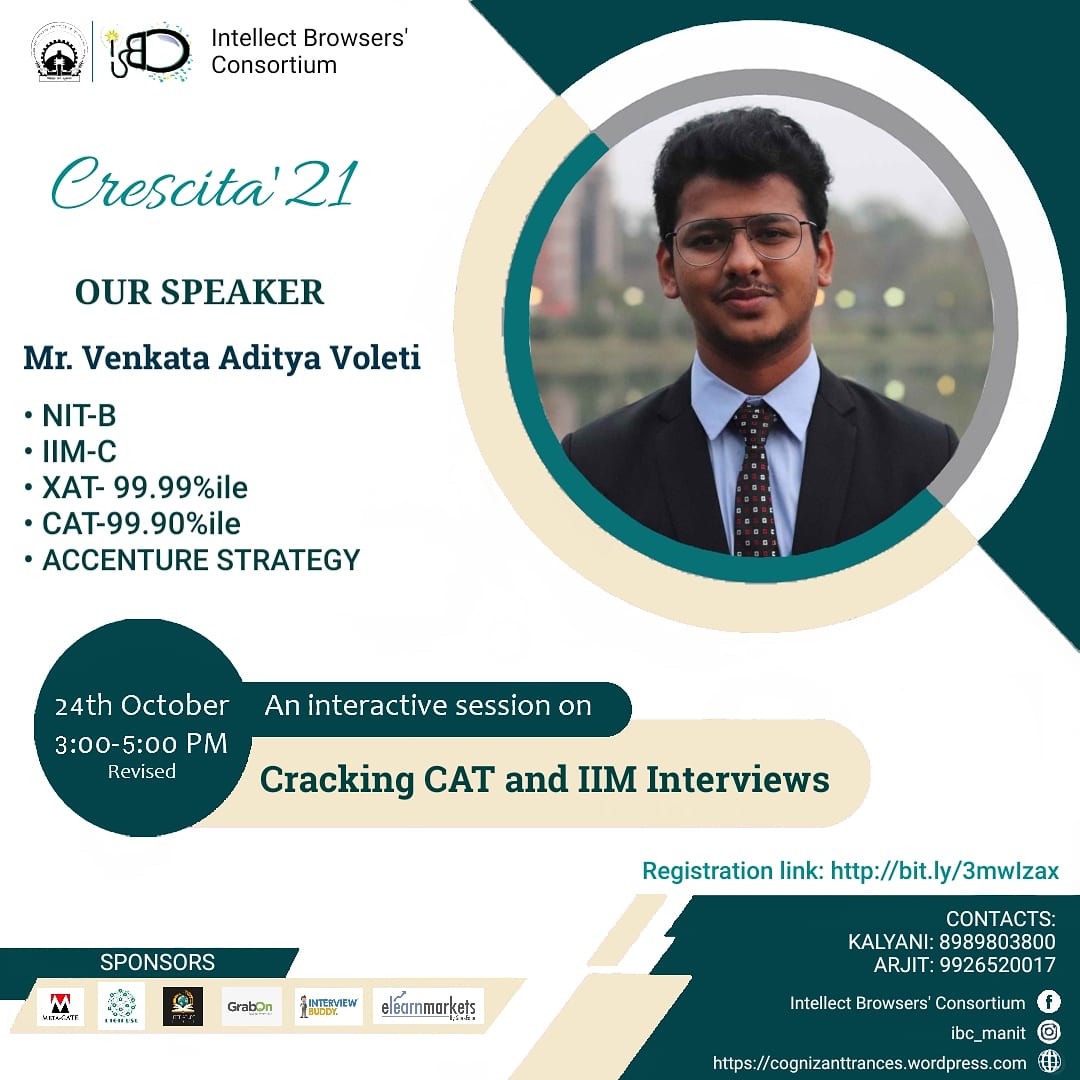 Intellect Browsers'
Consortium
Crescita'21
OUR SPEAKER
Mr. Venkata Aditya Voleti
• NIT-B
• IIM-C
• XAT- 99.99%ile
• CAT-99.90%ile
• ACCENTURE STRATEGY
24th October
3:00-5:00 PM
Revised
An interactive session on
Cracking CAT and IIM Interviews
Registration link: http://bit.ly/3mwIzax
CONTACTS:
KALYANI: 8989803800
ARJIT: 9926520017
Intellect Browsers' Consortium
ibc_manit
https://cognizanttrances.wordpress.com
SPONSORS
META-GATE
GrabOn
INTERVIEW
BUDDY.
elearnmarkets